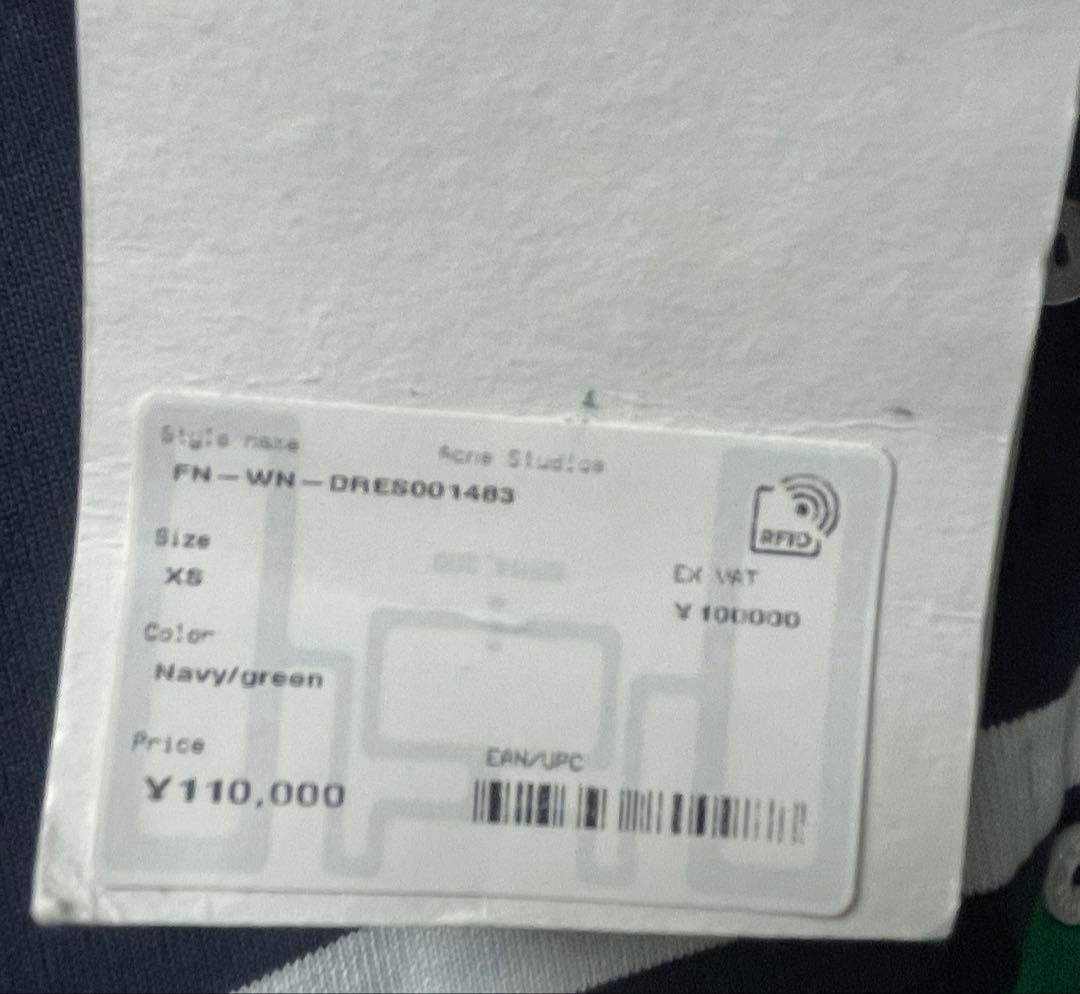 Style name
Acne Studios
FN-WN-DRES001483
RFID
Size
XS
EX VAT
¥100000
Color
Navy/green
Price
¥110,000
EAN/UPC